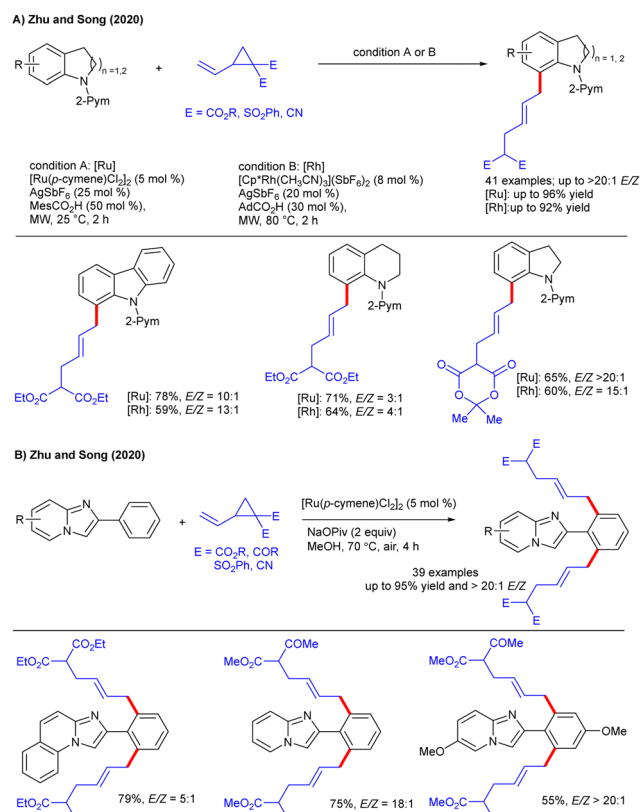 A) Zhu and Song (2020)
R
n =1,2
N
2-Pym
+
E
E
E = CO2R, SO2Ph, CN
condition A or B
R
n = 1, 2
N
2-Pym
E E
condition A: [Ru]
[Ru(p-cymene)Cl2]2 (5 mol %)
AgSbF6 (25 mol %)
MesCO2H (50 mol %),
MW, 25 °C, 2 h
condition B: [Rh]
[Cp*Rh(CH3CN)3](SbF6)2 (8 mol %)
AgSbF6 (20 mol %)
AdCO2H (30 mol %),
MW, 80 °C, 2 h
41 examples; up to >20:1 E/Z
[Ru]: up to 96% yield
[Rh]:up to 92% yield
N
2-Pym
EtO2C CO2Et
[Ru]: 78%, E/Z = 10:1
[Rh]: 59%, E/Z = 13:1
N
2-Pym
EtO2C CO2Et
[Ru]: 71%, E/Z = 3:1
[Rh]: 64%, E/Z = 4:1
N
2-Pym
O O
O O
Me Me
[Ru]: 65%, E/Z >20:1
[Rh]: 60%, E/Z = 15:1
B) Zhu and Song (2020)
R
N
N
+
E
E
E = CO2R, COR
SO2Ph, CN
[Ru(p-cymene)Cl2]2 (5 mol %)
NaOPiv (2 equiv)
MeOH, 70 °C, air, 4 h
E
E
R
N
N
E
E
39 examples
up to 95% yield and > 20:1 E/Z
CO2Et
EtO2C
N
N
EtO2C
79%, E/Z = 5:1
COMe
MeO2C
N
N
MeO2C
75%, E/Z = 18:1
COMe
MeO2C
N
N
MeO
OMe
MeO2C
55%, E/Z > 20:1